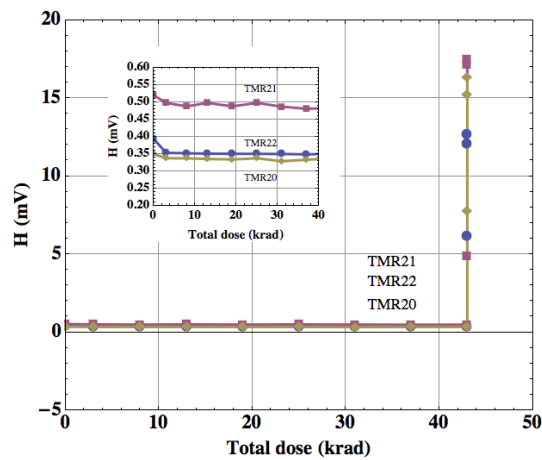 20
15
10
5
0
−5
H (mV)
0 10 20 30 40 50
Total dose (krad)
0.60
0.55
0.50
0.45
0.40
0.35
0.30
0.25
0.20
H (mV)
TMR21
TMR22
TMR20
0 10 20 30 40
Total dose (krad)
TMR21
TMR22
TMR20